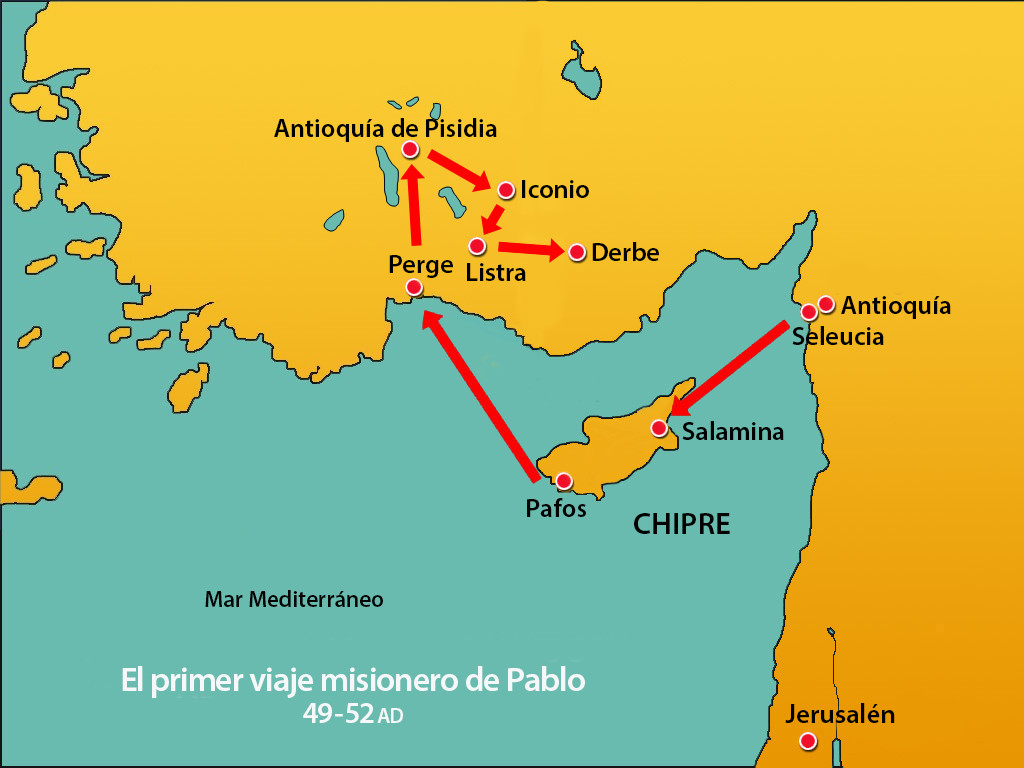 Antioquía de Pisidia
Iconio
Derbe
Perge
Listra
Antioquía
Seleucia
Salamina
Pafos
CHIPRE
Mar Mediterráneo
El primer viaje misionero de Pablo
49-52 AD
Jerusalén